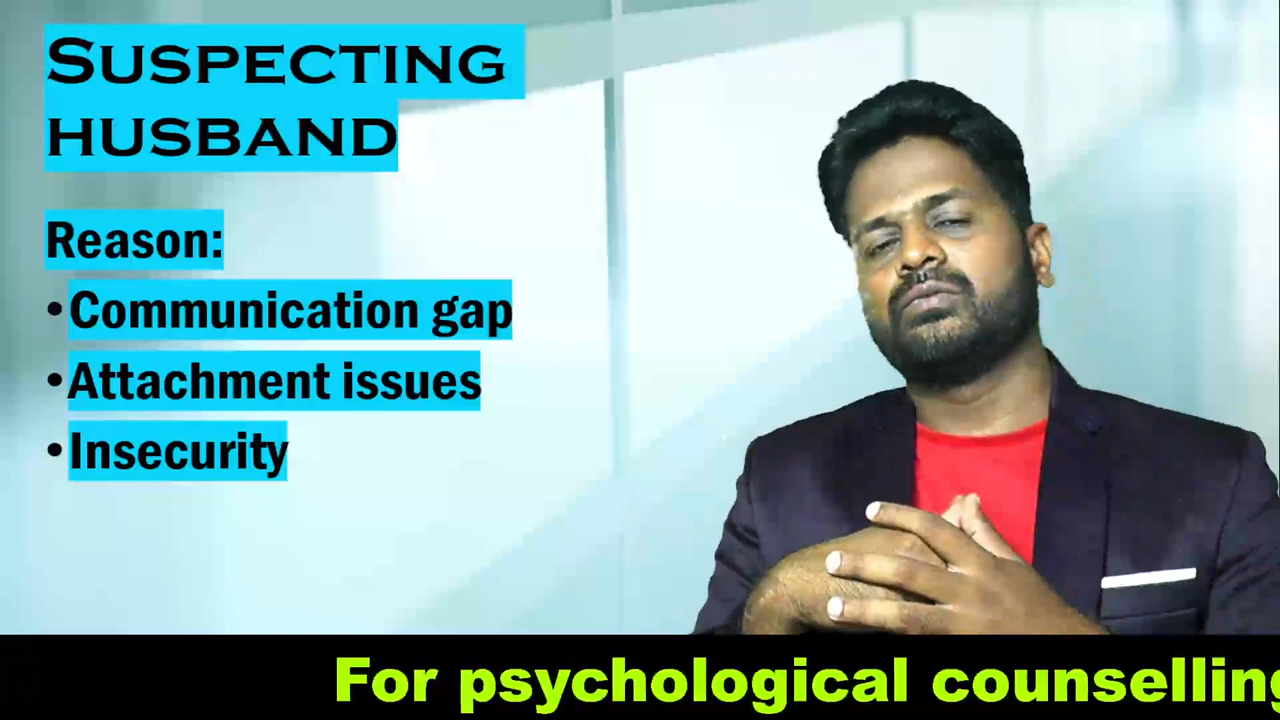 SUSPECTING
HUSBAND
Reason:
•Communication gap
•Attachment issues
•Insecurity
For psychological counselling